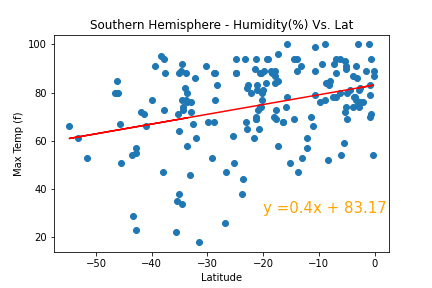 Southern Hemisphere - Humidity(%) Vs. Lat
Max Temp (f)
100
80
60
40
20
y =0.4x + 83.17
−50
−40
−30
−20
−10
0
Latitude